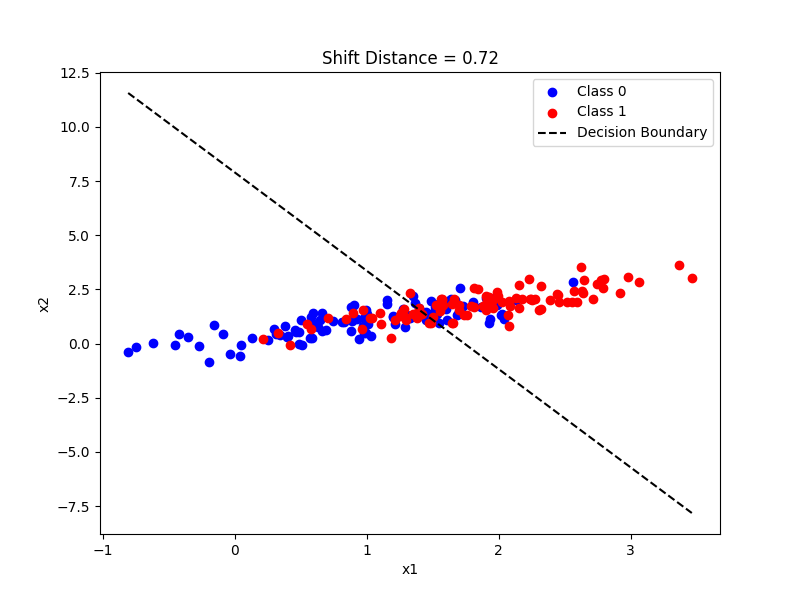 Shift Distance = 0.72
12.5
10.0
7.5
5.0
2.5
0.0
−2.5
−5.0
−7.5
x2
Class 0
Class 1
Decision Boundary
−1
0
1
2
3
x1